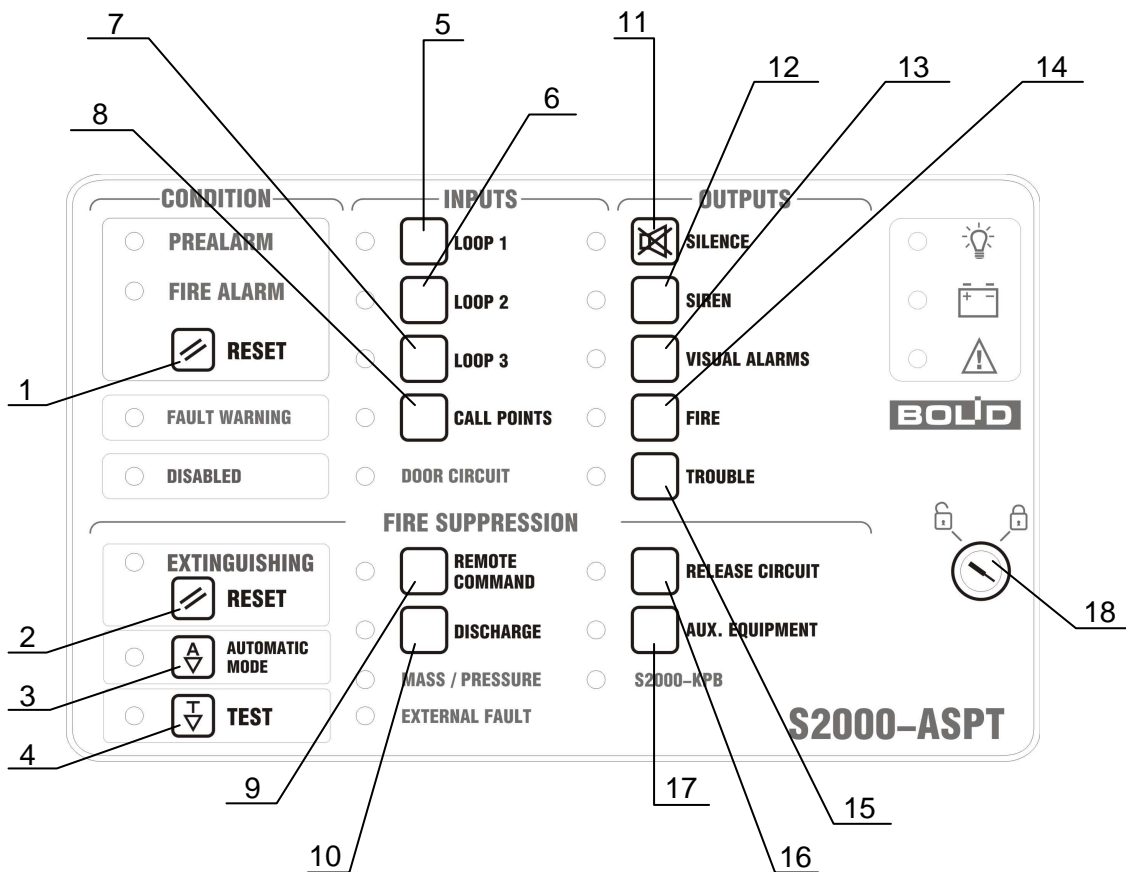 7
5
11
12
13
14
8
6
CONDITION
INPUTS
OUTPUTS
PREALARM
FIRE ALARM
RESET
1
FAULT WARNING
DISABLED
LOOP 1
LOOP 2
LOOP 3
CALL POINTS
DOOR CIRCUIT
SILENCE
SIREN
VISUAL ALARMS
FIRE
TROUBLE
+ −
BOLID
FIRE SUPPRESSION
EXTINGUISHING
RESET
2
A
AUTOMATIC
MODE
3
T
TEST
4
REMOTE
COMMAND
DISCHARGE
MASS / PRESSURE
EXTERNAL FAULT
RELEASE CIRCUIT
AUX. EQUIPMENT
S2000-KPB
18
S2000-ASPT
9
17
15
10
16